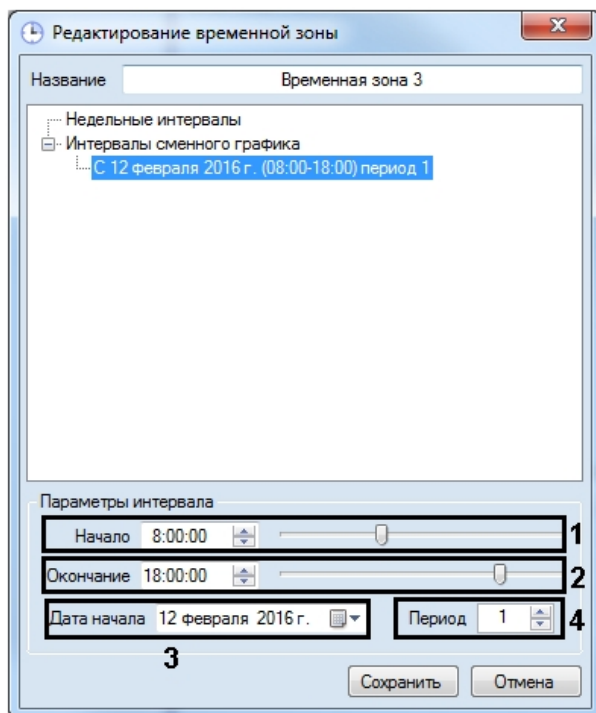 Редактирование временной зоны
Название Временная зона 3
Недельные интервалы
Интервалы сменного графика
С 12 февраля 2016 г. (08:00-18:00) период 1
Параметры интервала
Начало 8:00:00 1
Окончание 18:00:00 2
Дата начала 12 февраля 2016 г. Период 1 4
3
Сохранить Отмена